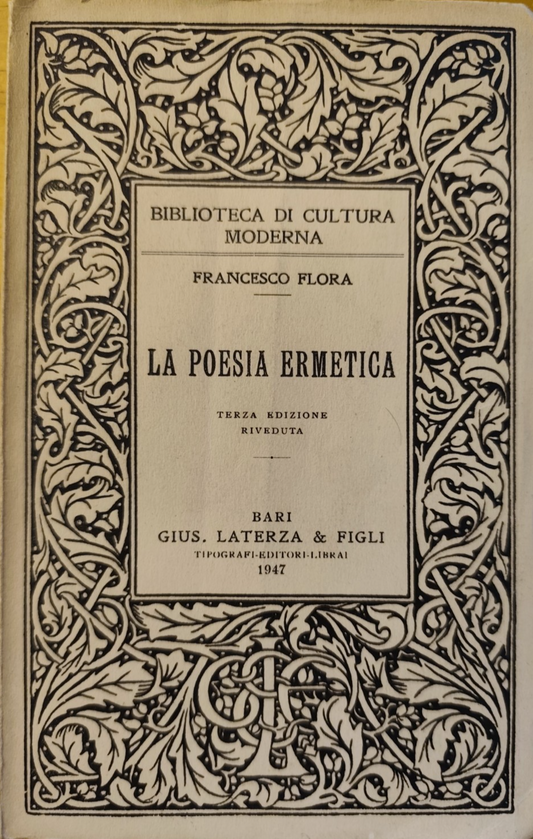 BIBLIOTECA DI CULTURA
MODERNA
FRANCESCO FLORA
LA POESIA ERMETICA
TERZA EDIZIONE
RIVEDUTA
BARI
GIUS. LATERZA & FIGLI
TIPOGRAFI-EDITORI-LIBRAI
1947